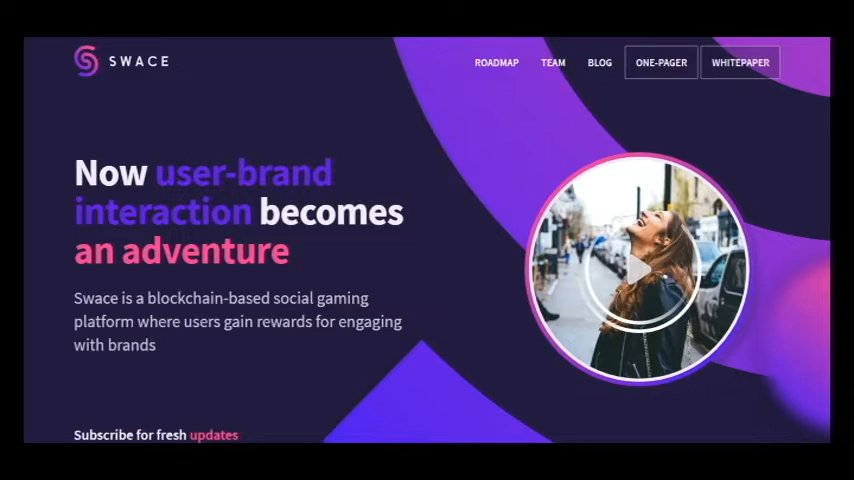 SWACE
ROADMAP TEAM BLOG ONE-PAGER WHITEPAPER
Now user-brand
interaction becomes
an adventure
Swace is a blockchain-based social gaming
platform where users gain rewards for engaging
with brands
Subscribe for fresh updates